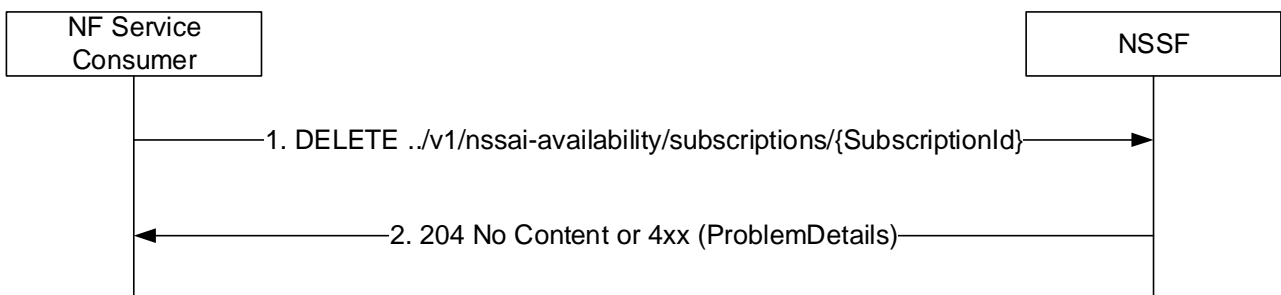 NF Service
Consumer
NSSF
1. DELETE ../v1/nssai-availability/subscriptions/{SubscriptionId}
2. 204 No Content or 4xx (ProblemDetails)